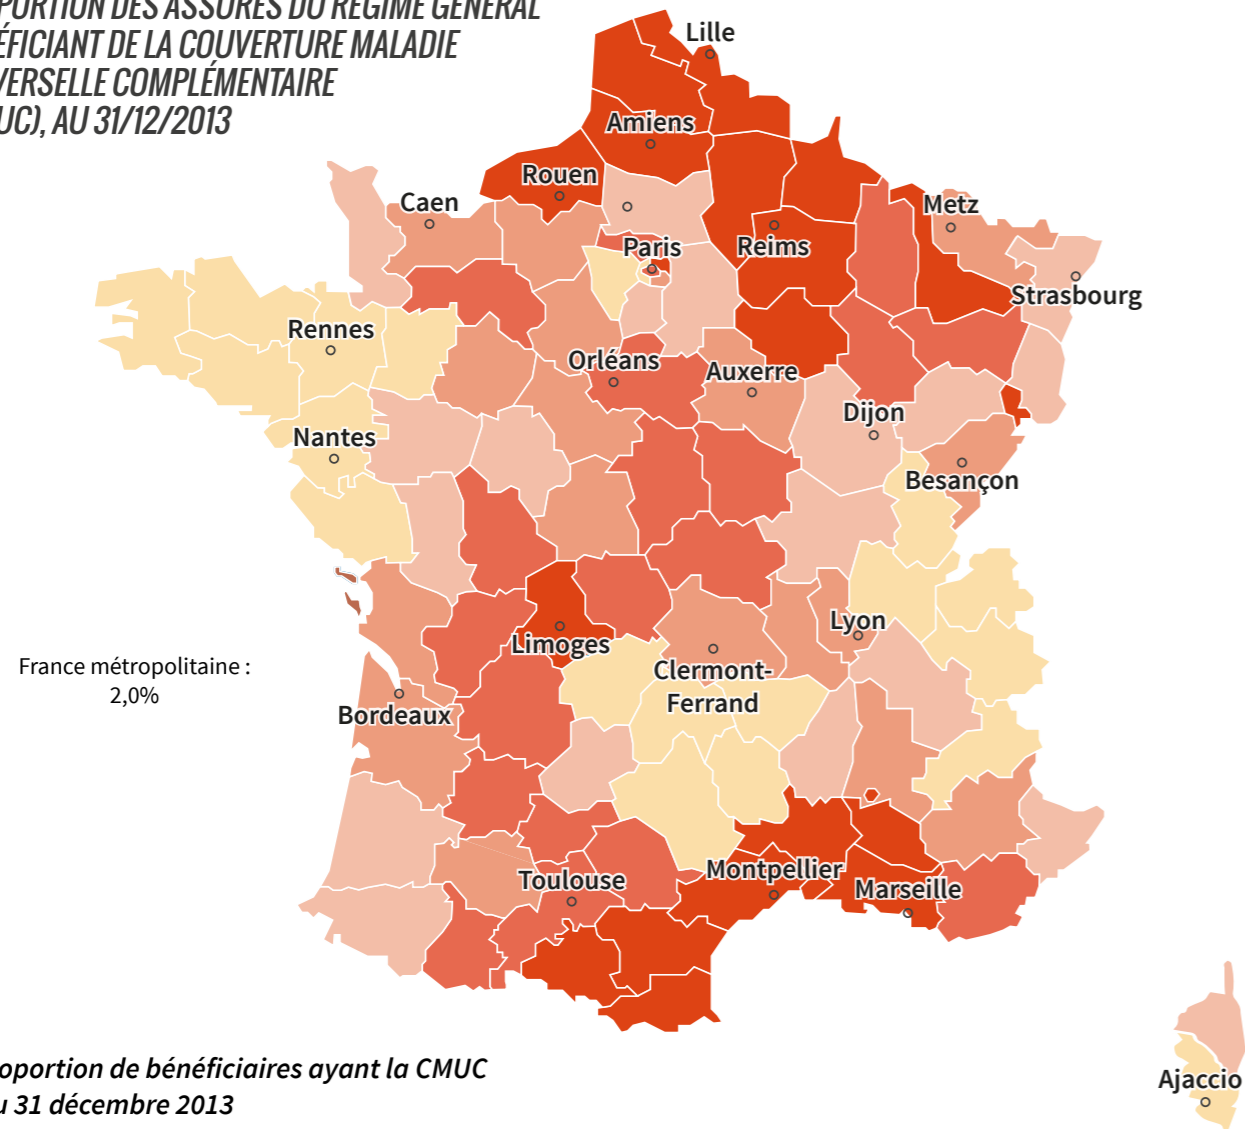 PORTION DES ASSURÉS DU RÉGIME GÉNÉRAL
ÉFICIANT DE LA COUVERTURE MALADIE
VERSELLE COMPLÉMENTAIRE
UC), AU 31/12/2013
Lille
Amiens
Rouen
Caen
Metz
Paris
Reims
Strasbourg
Rennes
Orléans
Auxerre
Dijon
Nantes
Besançon
Lyon
Limoges
France métropolitaine :
2,0%
Clermont-
Ferrand
Bordeaux
Montpellier
Toulouse
Marseille
oportion de bénéficiaires ayant la CMUC
u 31 décembre 2013
Ajaccio